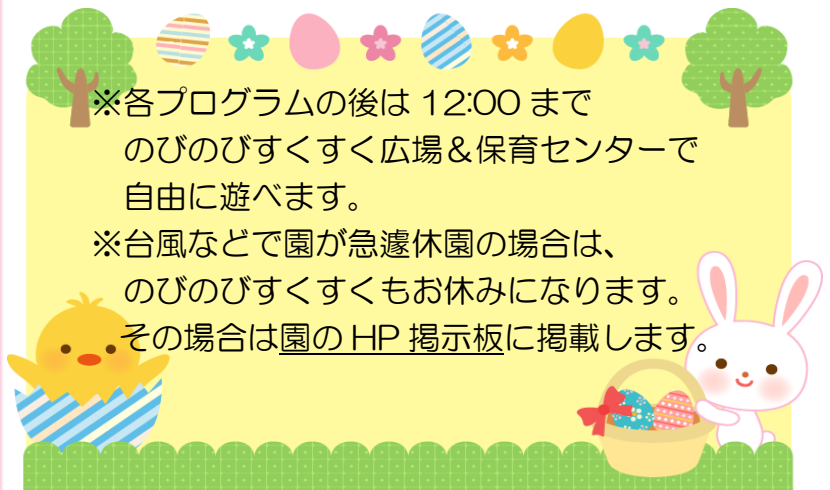 ※各プログラムの後は 12:00 まで
のびのびすくすく広場＆保育センターで
自由に遊べます。
※台風などで園が急遽休園の場合は、
のびのびすくすくもお休みになります。
その場合は園の HP 掲示板に掲載します。